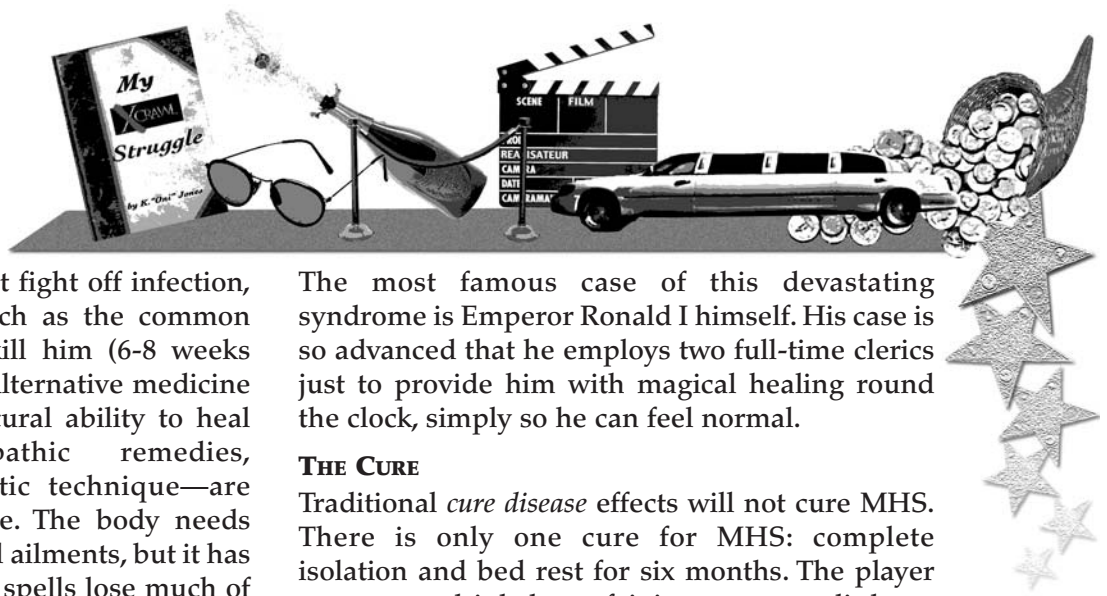 My
XCRAWL
Struggle
by K. "Oni" Jones
SCENE FILM
PROD
REALISATEUR
CAMERA
DATE
CAMERAMAN
t fight off infection,
ch as the common
ill him (6-8 weeks
lternative medicine
tural ability to heal
pathic remedies,
tic technique—are
e. The body needs
l ailments, but it has
spells lose much of
The most famous case of this devastating
syndrome is Emperor Ronald I himself. His case is
so advanced that he employs two full-time clerics
just to provide him with magical healing round
the clock, simply so he can feel normal.
THE CURE
Traditional cure disease effects will not cure MHS.
There is only one cure for MHS: complete
isolation and bed rest for six months. The player